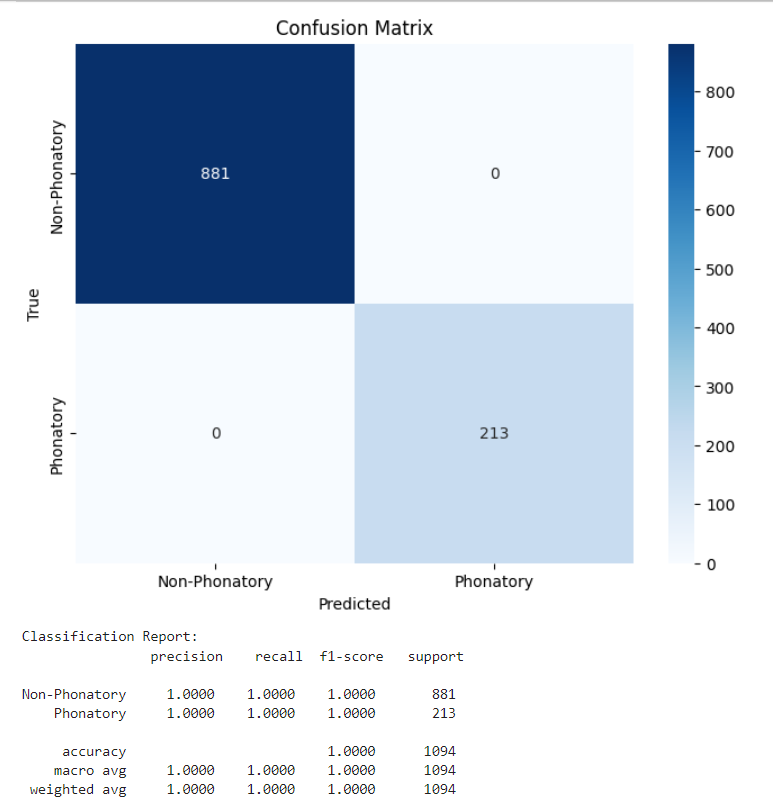 Confusion Matrix
Non-Phonatory
881
0
800
700
600
500
400
300
200
100
0
True
Phonatory
0
213
Non-Phonatory
Phonatory
Predicted
Classification Report:
precision recall f1-score support
Non-Phonatory 1.0000 1.0000 1.0000 881
Phonatory 1.0000 1.0000 1.0000 213
accuracy 1.0000 1094
macro avg 1.0000 1.0000 1.0000 1094
weighted avg 1.0000 1.0000 1.0000 1094